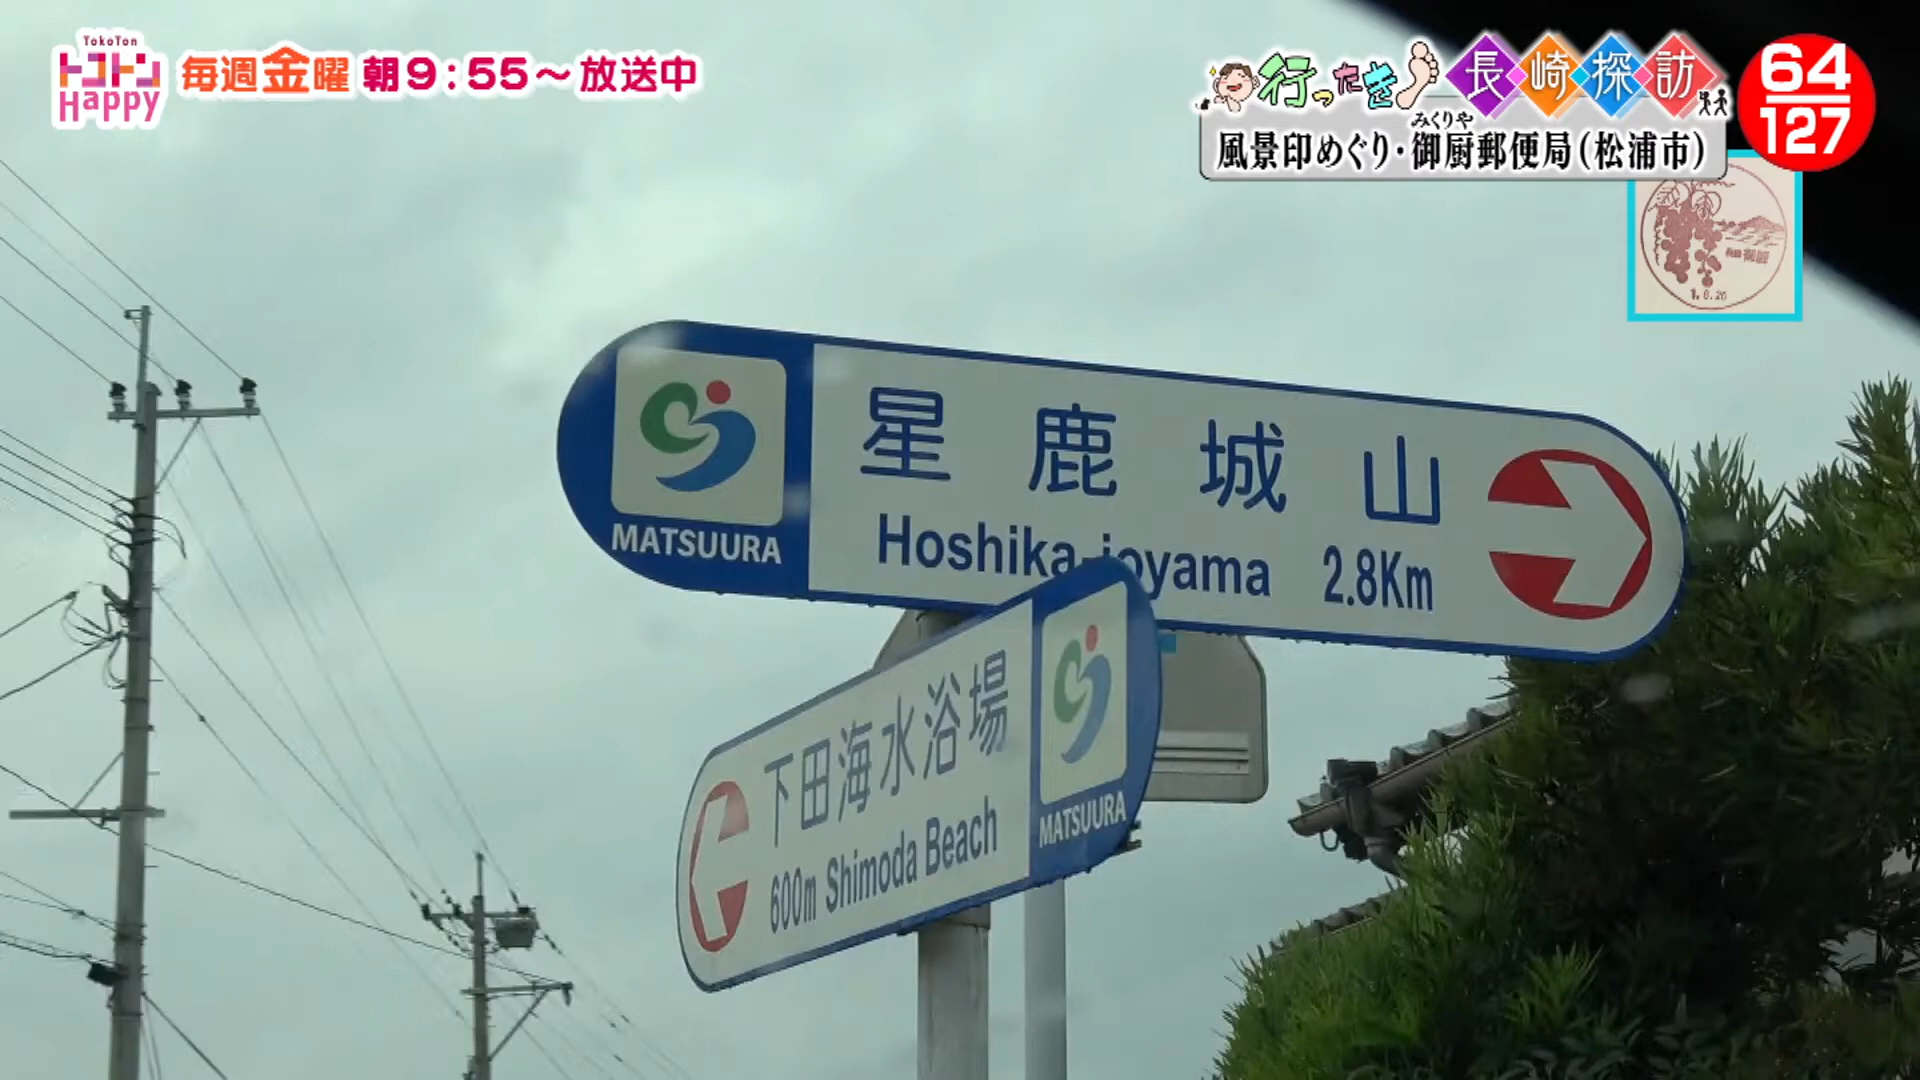 TokoTon
トコトン
Happy
毎週金曜 朝9:55～放送中
行ったき 長崎探訪
みくりや
風景印めぐり・御厨郵便局(松浦市)
64
127
1.8.20
星鹿城山
Hoshika-joyama 2.8Km
MATSUURA
下田海水浴場
600m Shimoda Beach
MATSUURA